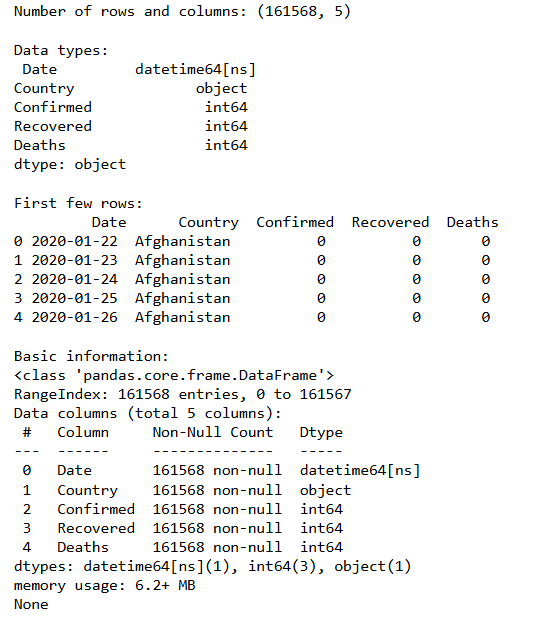 Number of rows and columns: (161568, 5)
Data types:
Date datetime64[ns]
Country object
Confirmed int64
Recovered int64
Deaths int64
dtype: object
First few rows:
Date Country Confirmed Recovered Deaths
0 2020-01-22 Afghanistan 0 0 0
1 2020-01-23 Afghanistan 0 0 0
2 2020-01-24 Afghanistan 0 0 0
3 2020-01-25 Afghanistan 0 0 0
4 2020-01-26 Afghanistan 0 0 0
Basic information:
<class 'pandas.core.frame.DataFrame'>
RangeIndex: 161568 entries, 0 to 161567
Data columns (total 5 columns):
# Column Non-Null Count Dtype
--- ------ -------------- -----
0 Date 161568 non-null datetime64[ns]
1 Country 161568 non-null object
2 Confirmed 161568 non-null int64
3 Recovered 161568 non-null int64
4 Deaths 161568 non-null int64
dtypes: datetime64[ns](1), int64(3), object(1)
memory usage: 6.2+ MB
None